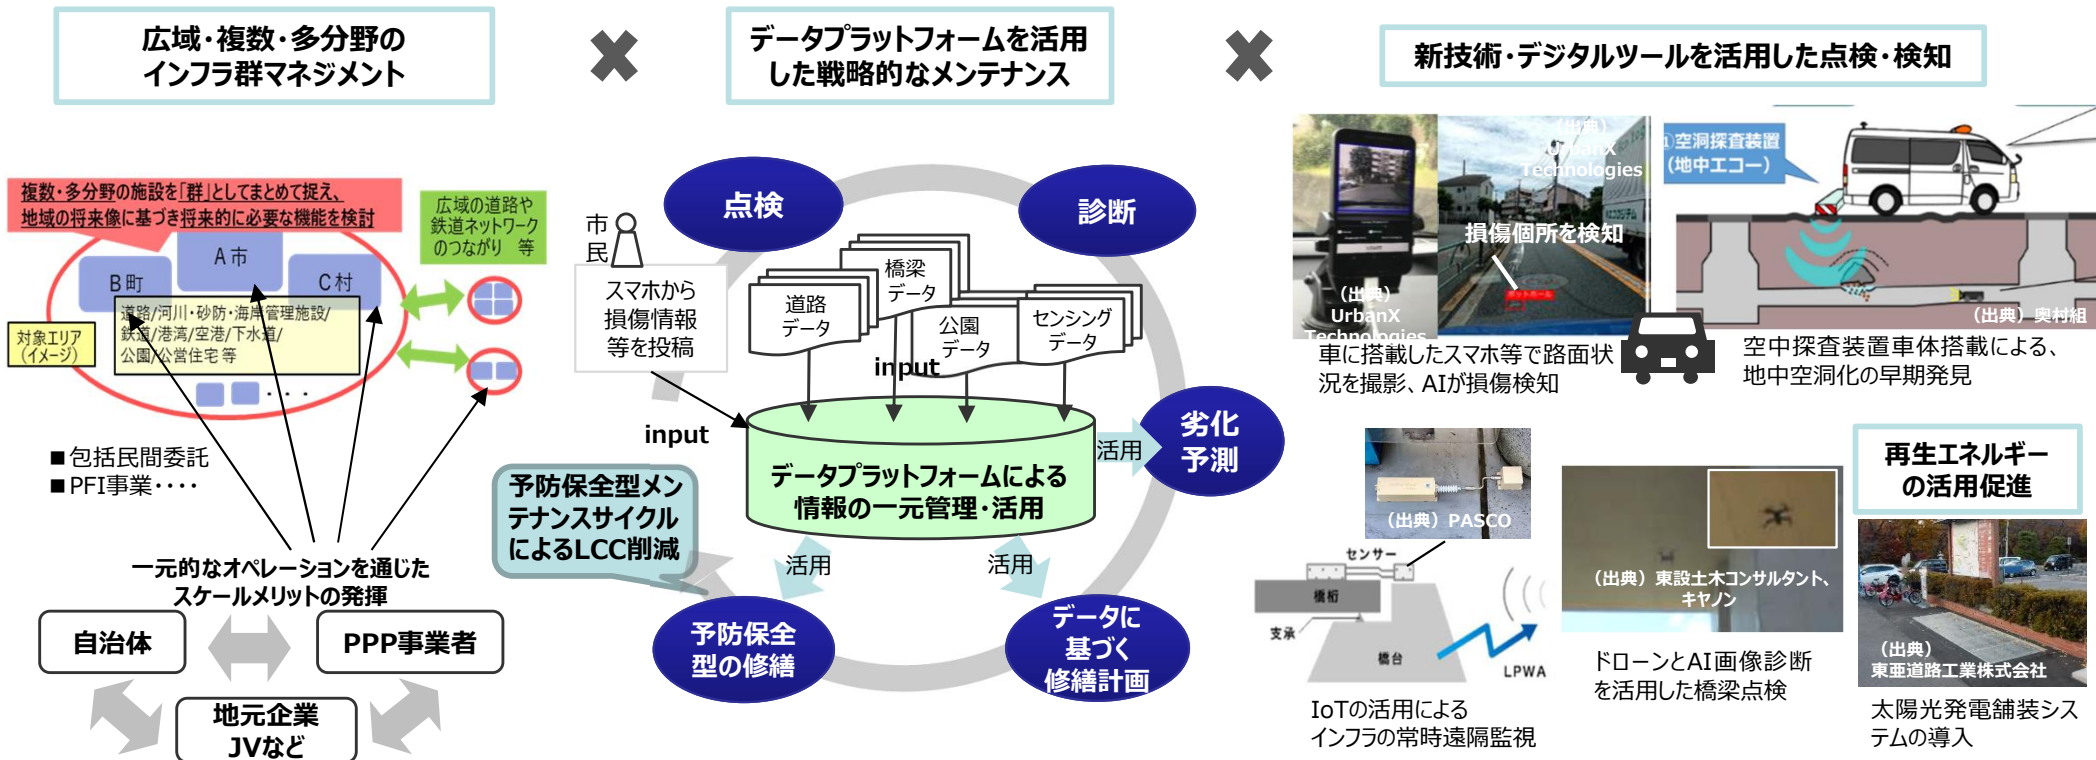 広域・複数・多分野の
インフラ群マネジメント
データプラットフォームを活用
した戦略的なメンテナンス
新技術・デジタルツールを活用した点検・検知
複数・多分野の施設を「群」としてまとめて捉え、
地域の将来像に基づき将来的に必要な機能を検討
広域の道路や
鉄道ネットワーク
のつながり 等
A市
B町
C村
道路/河川・砂防・海岸管理施設/
鉄道/港湾/空港/下水道/
公園/公営住宅 等
対象エリア
(イメージ)
・・・
■包括民間委託
■PFI事業・・・・
一元的なオペレーションを通じた
スケールメリットの発揮
自治体
PPP事業者
地元企業
JVなど
点検
診断
市民
スマホから
損傷情報
等を投稿
道路
データ
橋梁
データ
公園
データ
センシング
データ
input
input
データプラットフォームによる
情報の一元管理・活用
活用
劣化
予測
予防保全型メン
テナンスサイクル
によるLCC削減
活用
活用
予防保全
型の修繕
データに
基づく
修繕計画
(出典)
UrbanX
Technologies
(出典)
UrbanX
Technologies
損傷個所を検知
ポットホール
車に搭載したスマホ等で路面状
況を撮影、AIが損傷検知
①空洞探査装置
(地中エコー)
(出典)奥村組
空中探査装置車体搭載による、
地中空洞化の早期発見
(出典)PASCO
センサー
橋桁
支承
橋台
LPWA
IoTの活用による
インフラの常時遠隔監視
(出典)東設土木コンサルタント、
キヤノン
ドローンとAI画像診断
を活用した橋梁点検
再生エネルギー
の活用促進
(出典)
東亜道路工業株式会社
太陽光発電舗装シス
テムの導入